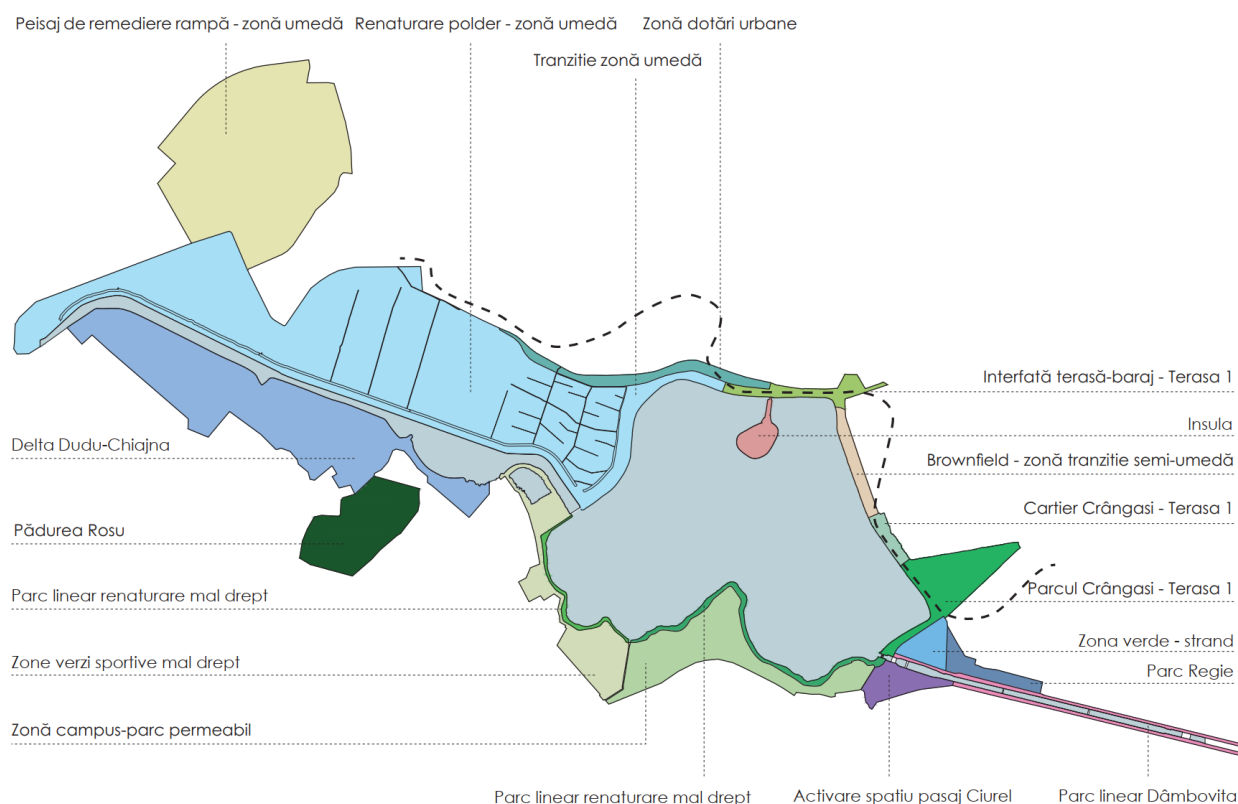 Peisaj de remediere rampă - zonă umedă
Renaturare polder - zonă umedă
Zonă dotări urbane
Tranzitie zonă umedă
Interfată terasă-baraj - Terasa 1
Insula
Delta Dudu-Chiajna
Brownfield - zonă tranzitie semi-umedă
Cartier Crângasi - Terasa 1
Pădurea Rosu
Parc linear renaturare mal drept
Parcul Crângasi - Terasa 1
Zona verde - strand
Zone verzi sportive mal drept
Parc Regie
Zonă campus-parc permeabil
Parc linear renaturare mal drept
Activare spatiu pasaj Ciurel
Parc linear Dâmbovita